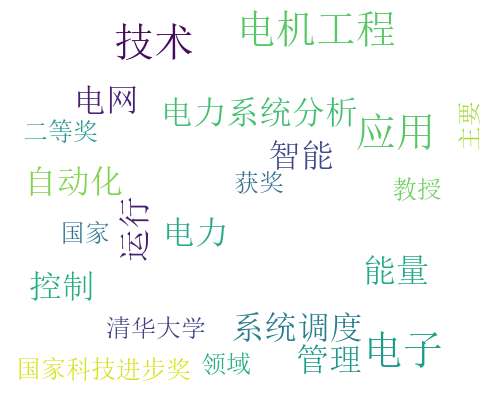 电机工程
技术
电网
电力系统分析
主要
二等奖
应用
智能
自动化
获奖
教授
国家
运行
电力
能量
控制
清华大学
系统调度
电子
管理
国家科技进步奖
领域